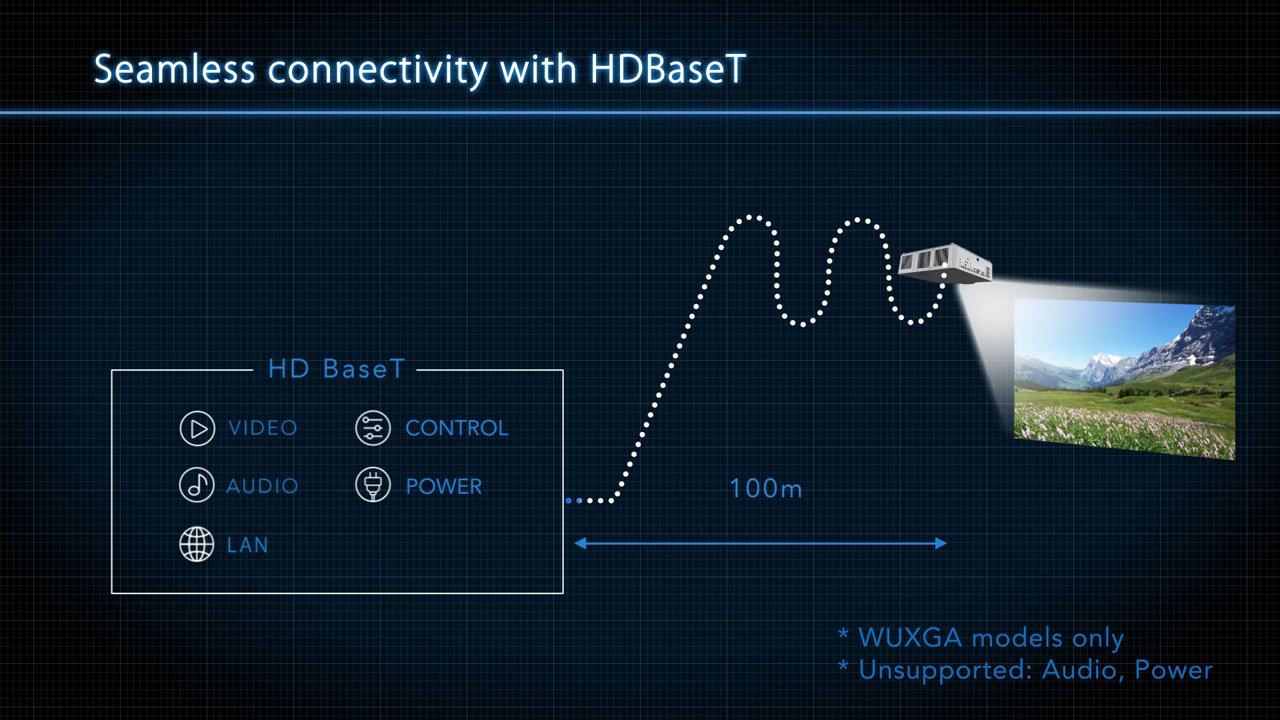 Seamless connectivity with HDBaseT
HD BaseT
VIDEO
CONTROL
AUDIO
POWER
LAN
100m
* WUXGA models only
* Unsupported: Audio, Power